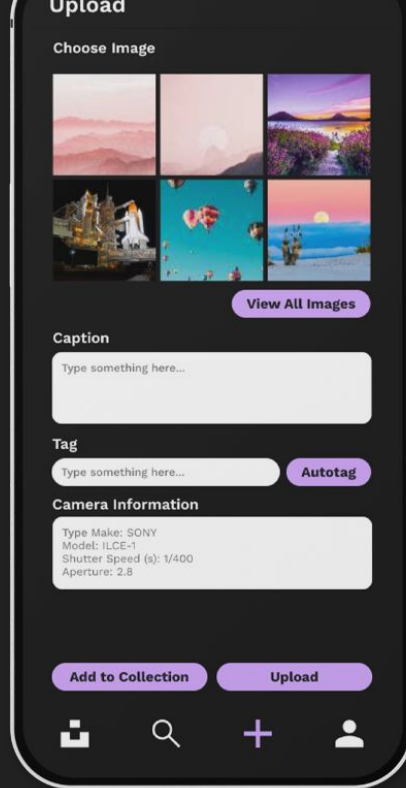 Upload
Choose Image
View All Images
Caption
Type something here...
Tag
Type something here...
Autotag
Camera Information
Type Make: SONY
Model: ILCE-1
Shutter Speed (s): 1/400
Aperture: 2.8
Add to Collection
Upload